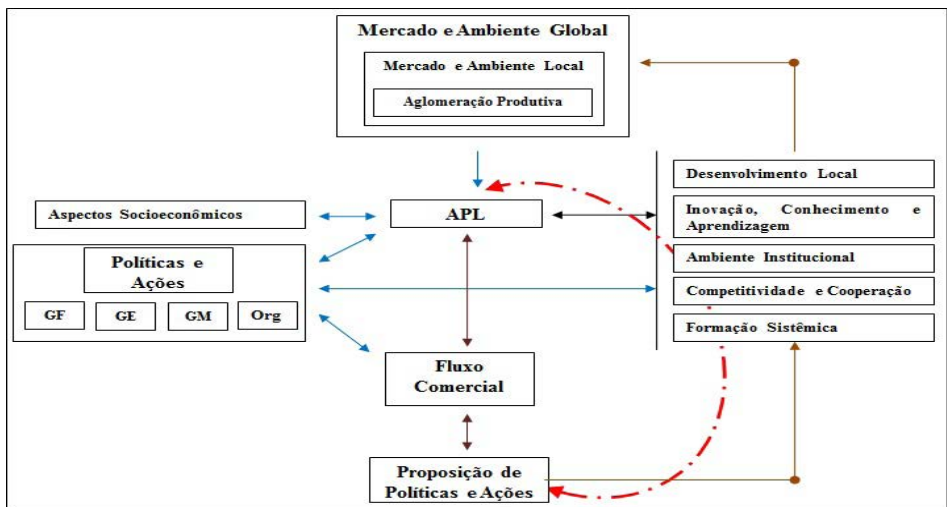 Mercado e Ambiente Global
Mercado e Ambiente Local
Aglomeração Produtiva
Aspectos Socioeconômicos
Políticas e
Ações
GF
GE
GM
Org
APL
Fluxo
Comercial
Proposição de
Políticas e Ações
Desenvolvimento Local
Inovação, Conhecimento e
Aprendizagem
Ambiente Institucional
Competitividade e Cooperação
Formação Sistêmica